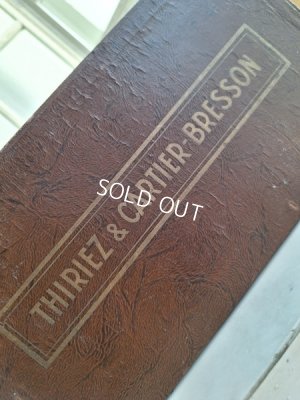 THIRIEZ & CARTIER-BRESSON
SOLD OUT